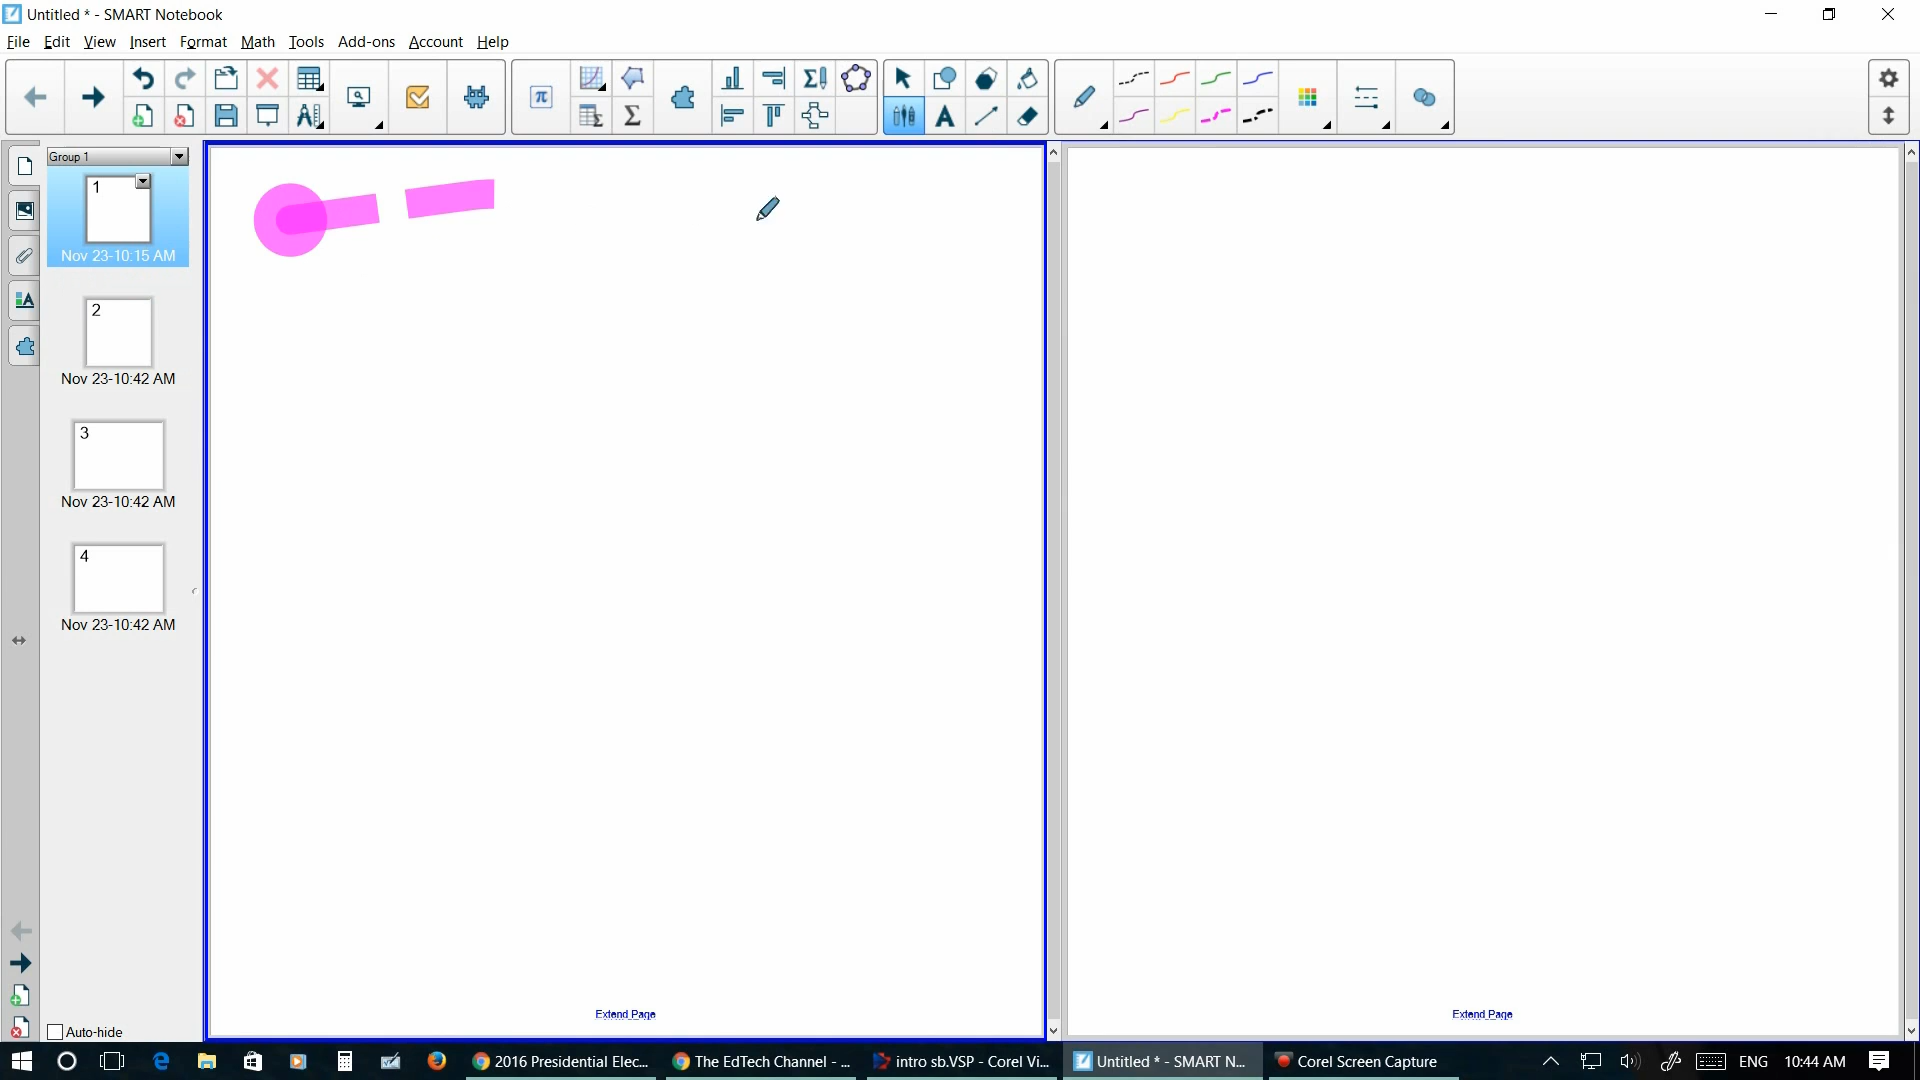 Untitled * - SMART Notebook
File Edit View Insert Format Math Tools Add-ons Account Help
π Σ Σ A
Group 1
1
Nov 23-10:15 AM
2
Nov 23-10:42 AM
3
Nov 23-10:42 AM
4
Nov 23-10:42 AM
Auto-hide
Extend Page
Extend Page
2016 Presidential Elec...
The EdTech Channel - ...
intro sb.VSP - Corel Vi...
Untitled * - SMART N...
Corel Screen Capture
ENG
10:44 AM